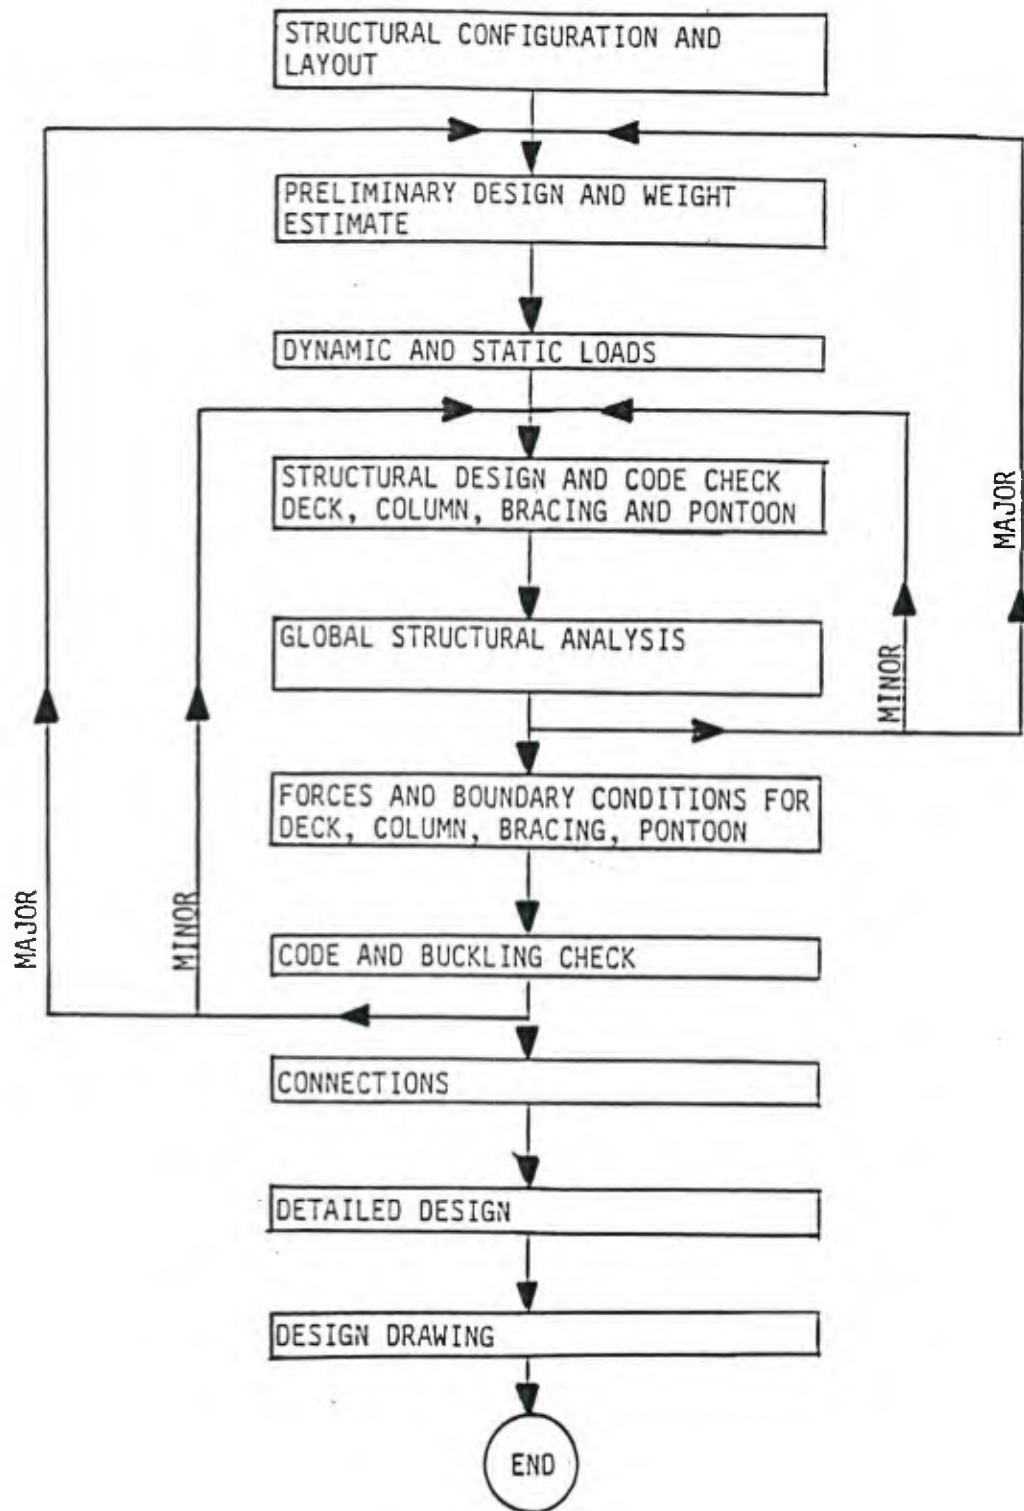 STRUCTURAL CONFIGURATION AND
LAYOUT
PRELIMINARY DESIGN AND WEIGHT
ESTIMATE
DYNAMIC AND STATIC LOADS
STRUCTURAL DESIGN AND CODE CHECK
DECK, COLUMN, BRACING AND PONTOON
MAJOR
GLOBAL STRUCTURAL ANALYSIS
MINOR
FORCES AND BOUNDARY CONDITIONS FOR
DECK, COLUMN, BRACING, PONTOON
MAJOR
MINOR
CODE AND BUCKLING CHECK
CONNECTIONS
DETAILED DESIGN
DESIGN DRAWING
END